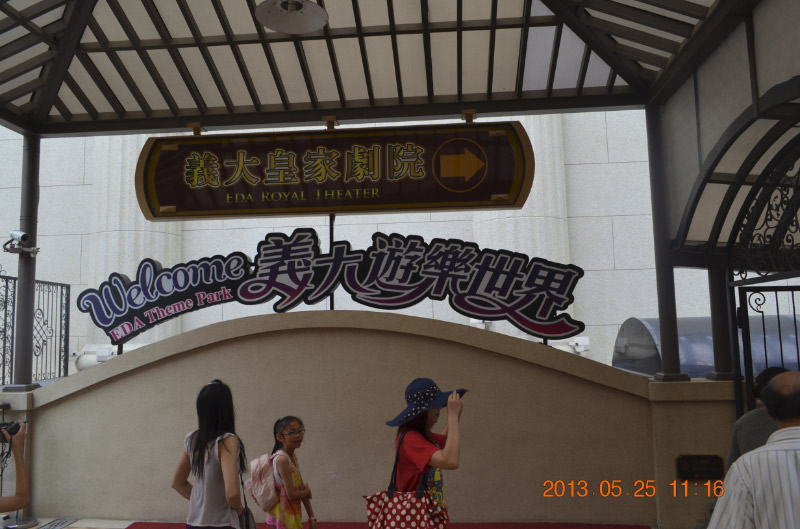 義大皇家劇院
EDA ROYAL THEATER
Welcome 義大遊樂世界
EDA Theme Park
2013 05 25 11:16